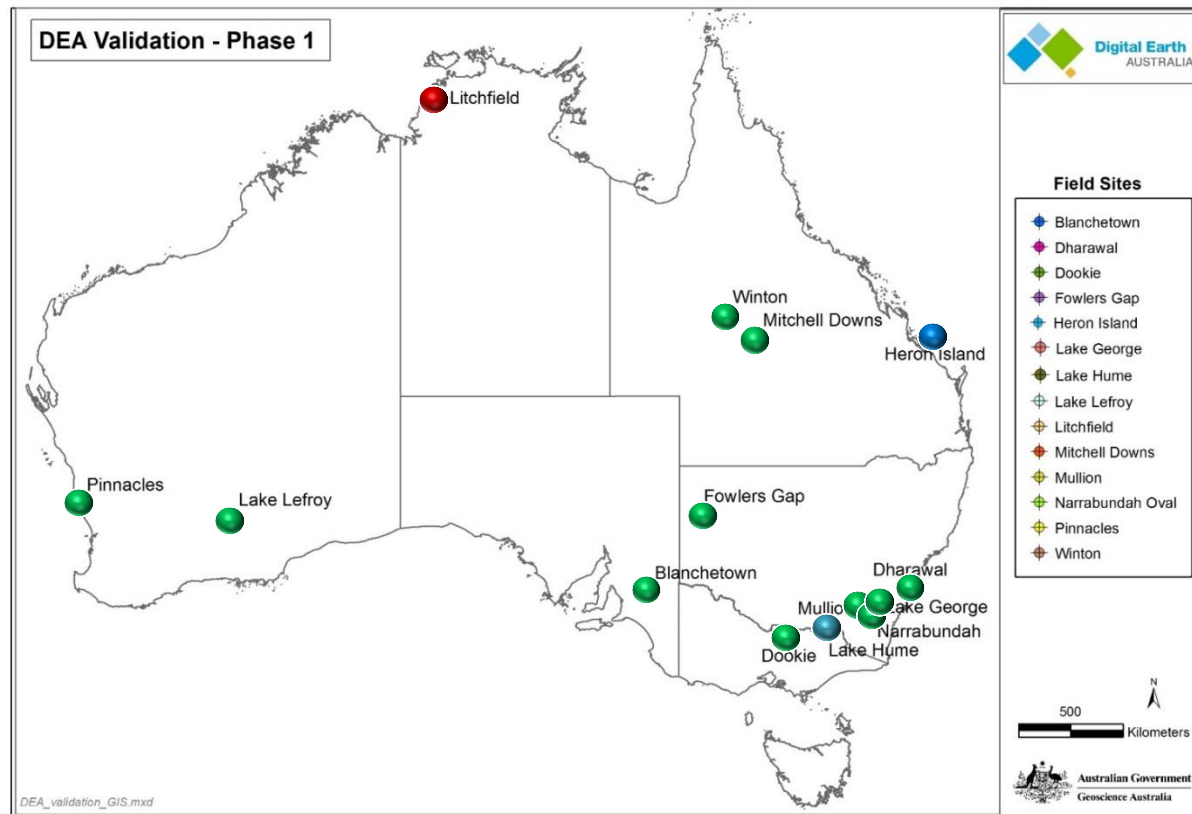 DEA Validation - Phase 1
Digital Earth
AUSTRALIA
Litchfield
Winton
Mitchell Downs
Heron Island
Pinnacles
Lake Lefroy
Fowlers Gap
Blanchetown
Dharawal
Mullio
Lake George
Narrabundah
Lake Hume
Dookie
Field Sites
Blanchetown
Dharawal
Dookie
Fowlers Gap
Heron Island
Lake George
Lake Hume
Lake Lefroy
Litchfield
Mitchell Downs
Mullion
Narrabundah Oval
Pinnacles
Winton
N
500
Kilometers
Australian Government
Geoscience Australia
DEA_validation_GIS.mxd